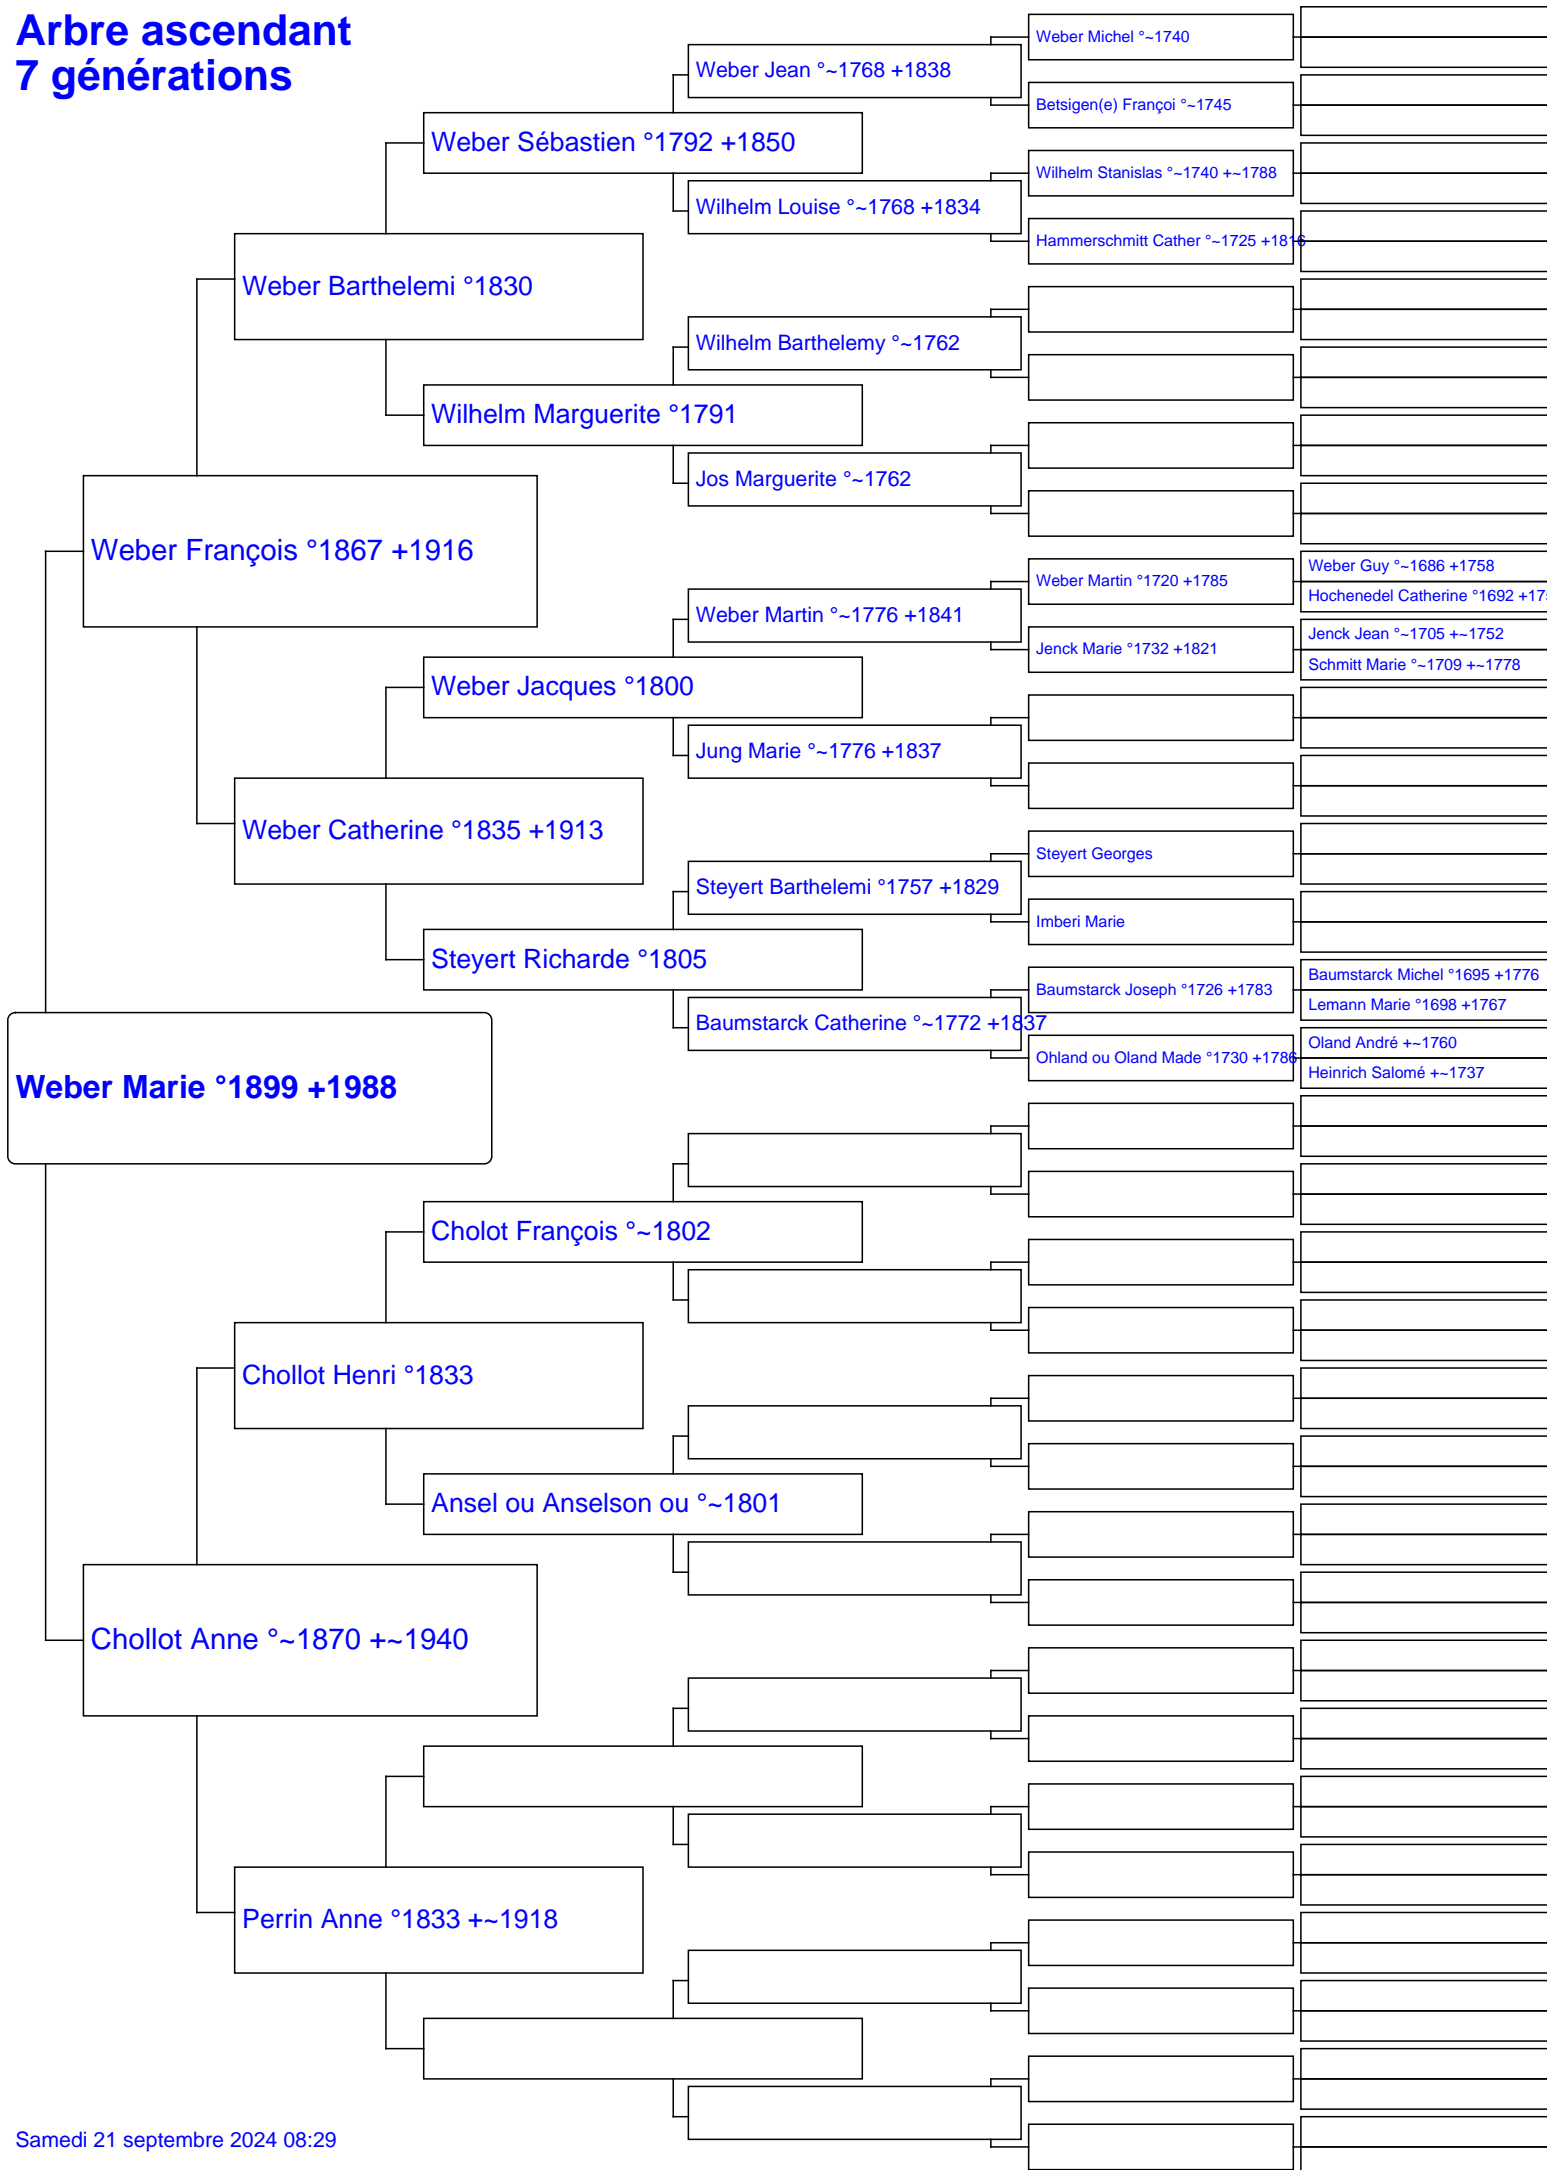 Arbre ascendant
7 générations
Weber Marie °1899 +1988
Weber François °1867 +1916
Chollot Anne °~1870 +~1940
Weber Barthelemi °1830
Weber Catherine °1835 +1913
Chollot Henri °1833
Perrin Anne °1833 +~1918
Weber Sébastien °1792 +1850
Wilhelm Marguerite °1791
Weber Jacques °1800
Steyert Richarde °1805
Cholot François °~1802
Ansel ou Anselson ou °~1801
Weber Jean °~1768 +1838
Wilhelm Louise °~1768 +1834
Wilhelm Barthelemy °~1762
Jos Marguerite °~1762
Weber Martin °~1776 +1841
Jung Marie °~1776 +1837
Steyert Barthelemi °1757 +1829
Baumstarck Catherine °~1772 +1837
Weber Michel °~1740
Betsigen(e) Françoi °~1745
Wilhelm Stanislas °~1740 +~1788
Hammerschmitt Cather °~1725 +1816
Weber Martin °1720 +1785
Jenck Marie °1732 +1821
Steyert Georges
Imberi Marie
Baumstarck Joseph °1726 +1783
Ohland ou Oland Made °1730 +1786
Weber Guy °~1686 +1758
Hochenedel Catherine °1692
Jenck Jean °~1705 +~1752
Schmitt Marie °~1709 +~1778
Baumstarck Michel °1695 +1776
Lemann Marie °1698 +1767
Oland André +~1760
Heinrich Salomé +~1737
Samedi 21 septembre 2024 08:29